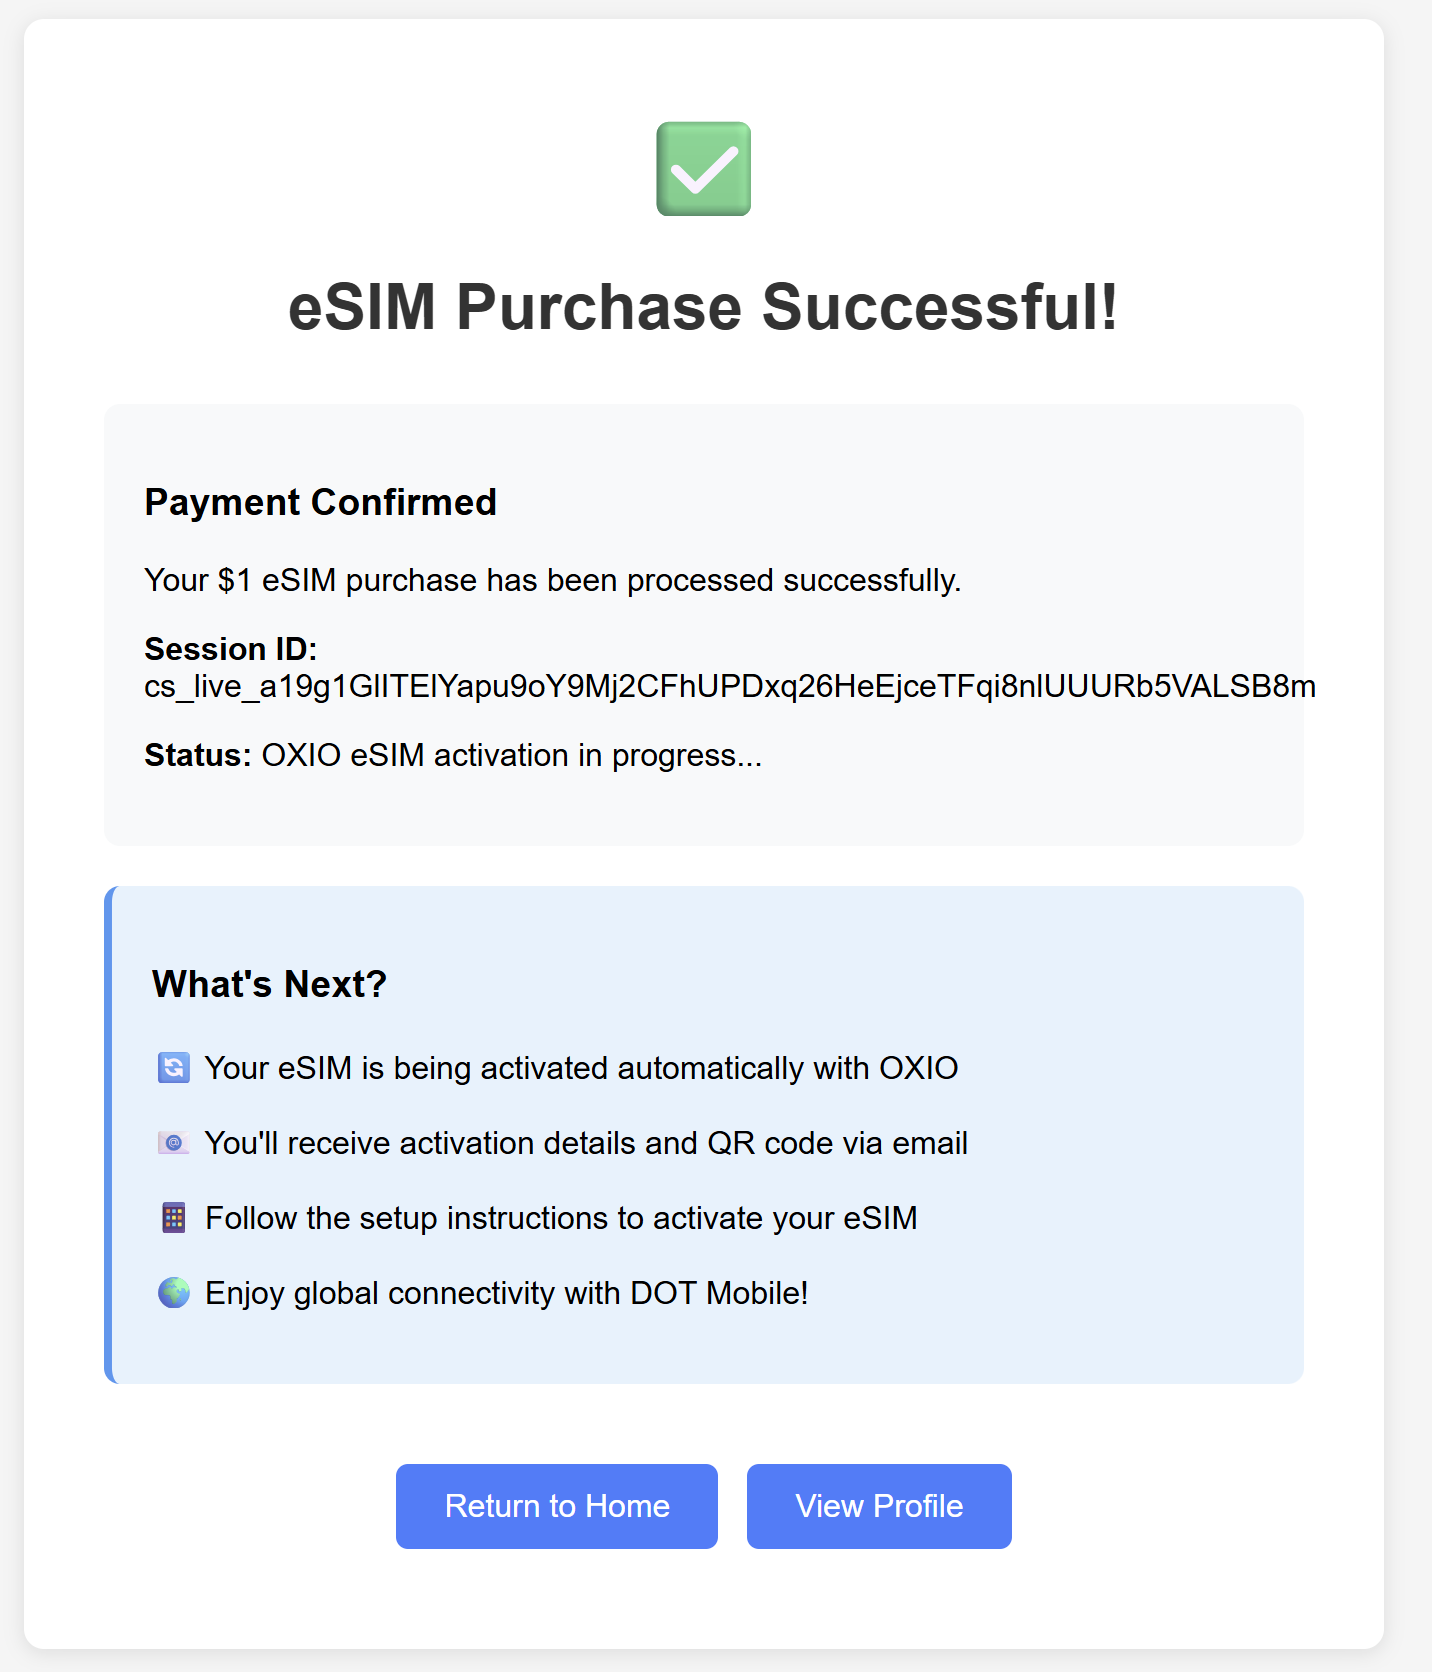 eSIM Purchase Successful!
Payment Confirmed
Your $1 eSIM purchase has been processed successfully.
Session ID:
cs_live_a19g1GlITElYapu9oY9Mj2CFhUPDxq26HeEjceTFqi8nlUUURb5VALSB8m
Status: OXIO eSIM activation in progress...
What's Next?
Your eSIM is being activated automatically with OXIO
You'll receive activation details and QR code via email
Follow the setup instructions to activate your eSIM
Enjoy global connectivity with DOT Mobile!
Return to Home
View Profile